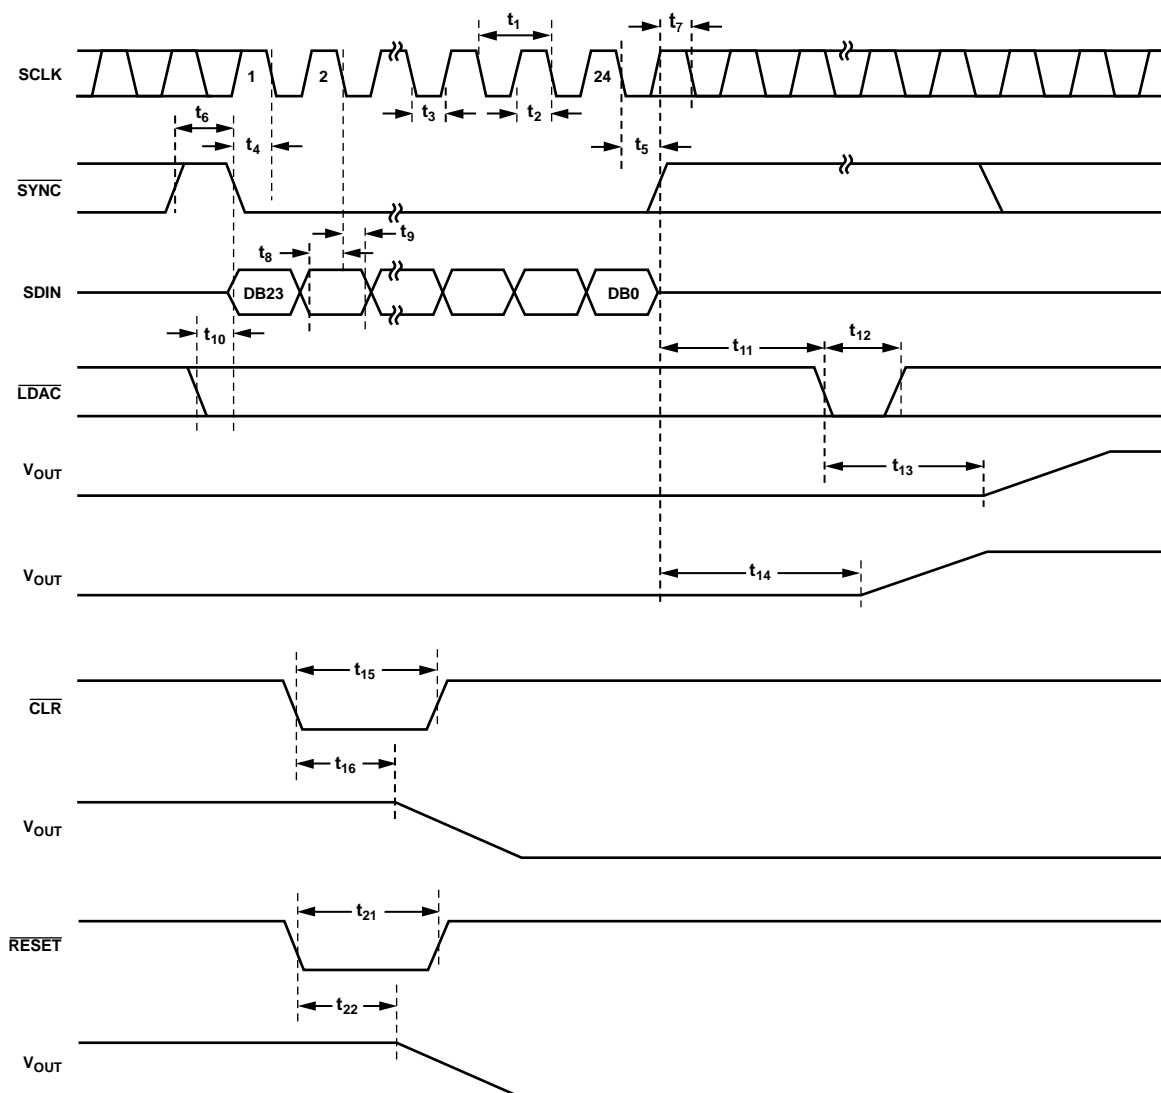 t1
t7
SCLK
1
2
24
t3
t2
t6
t4
t5
SYNC
t9
t8
SDIN
DB23
DB0
t10
t11
t12
LDAC
VOUT
t13
VOUT
t14
t15
CLR
t16
VOUT
t21
RESET
t22
VOUT